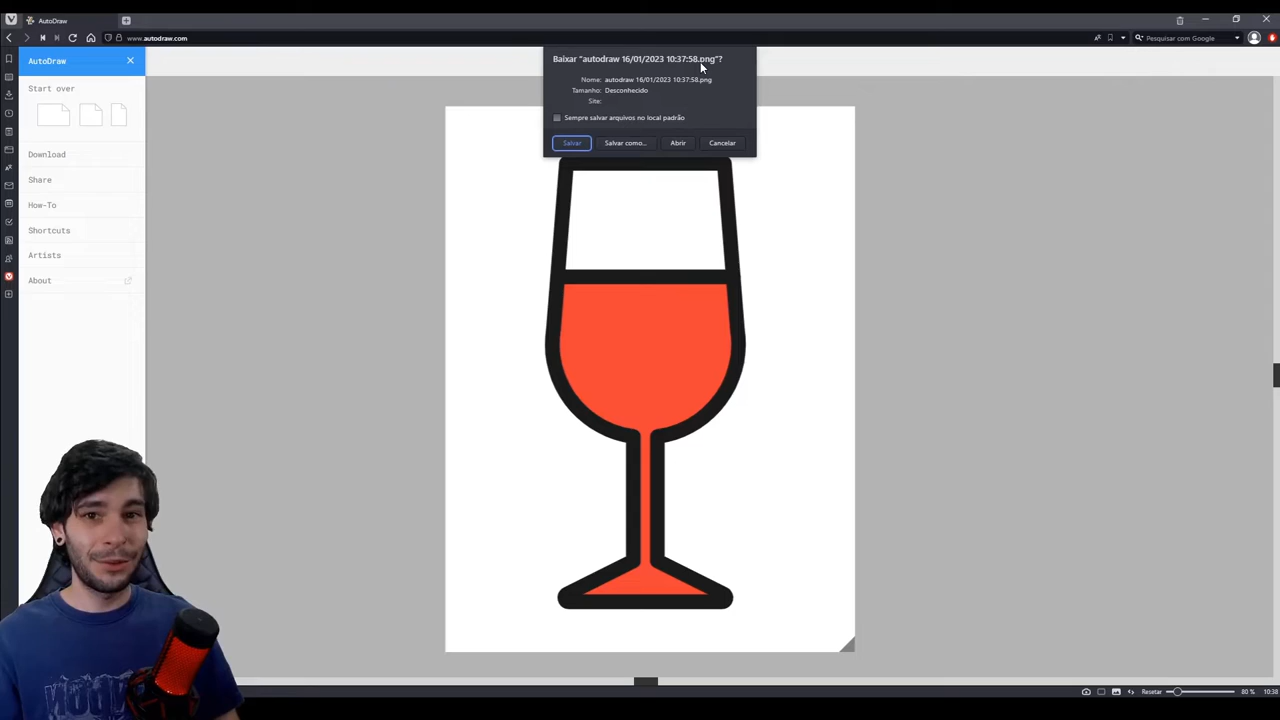 AutoDraw
www.autodraw.com
Pesquisar com Google
AutoDraw
Start over
Download
Share
How-To
Shortcuts
Artists
About
Baixar "autodraw 16/01/2023 10:37:58.png"?
Nome: autodraw 16/01/2023 10:37:58.png
Tamanho: Desconhecido
Site:
Sempre salvar arquivos no local padrão
Salvar Salvar como... Abrir Cancelar
Resetar 80 % 10:38